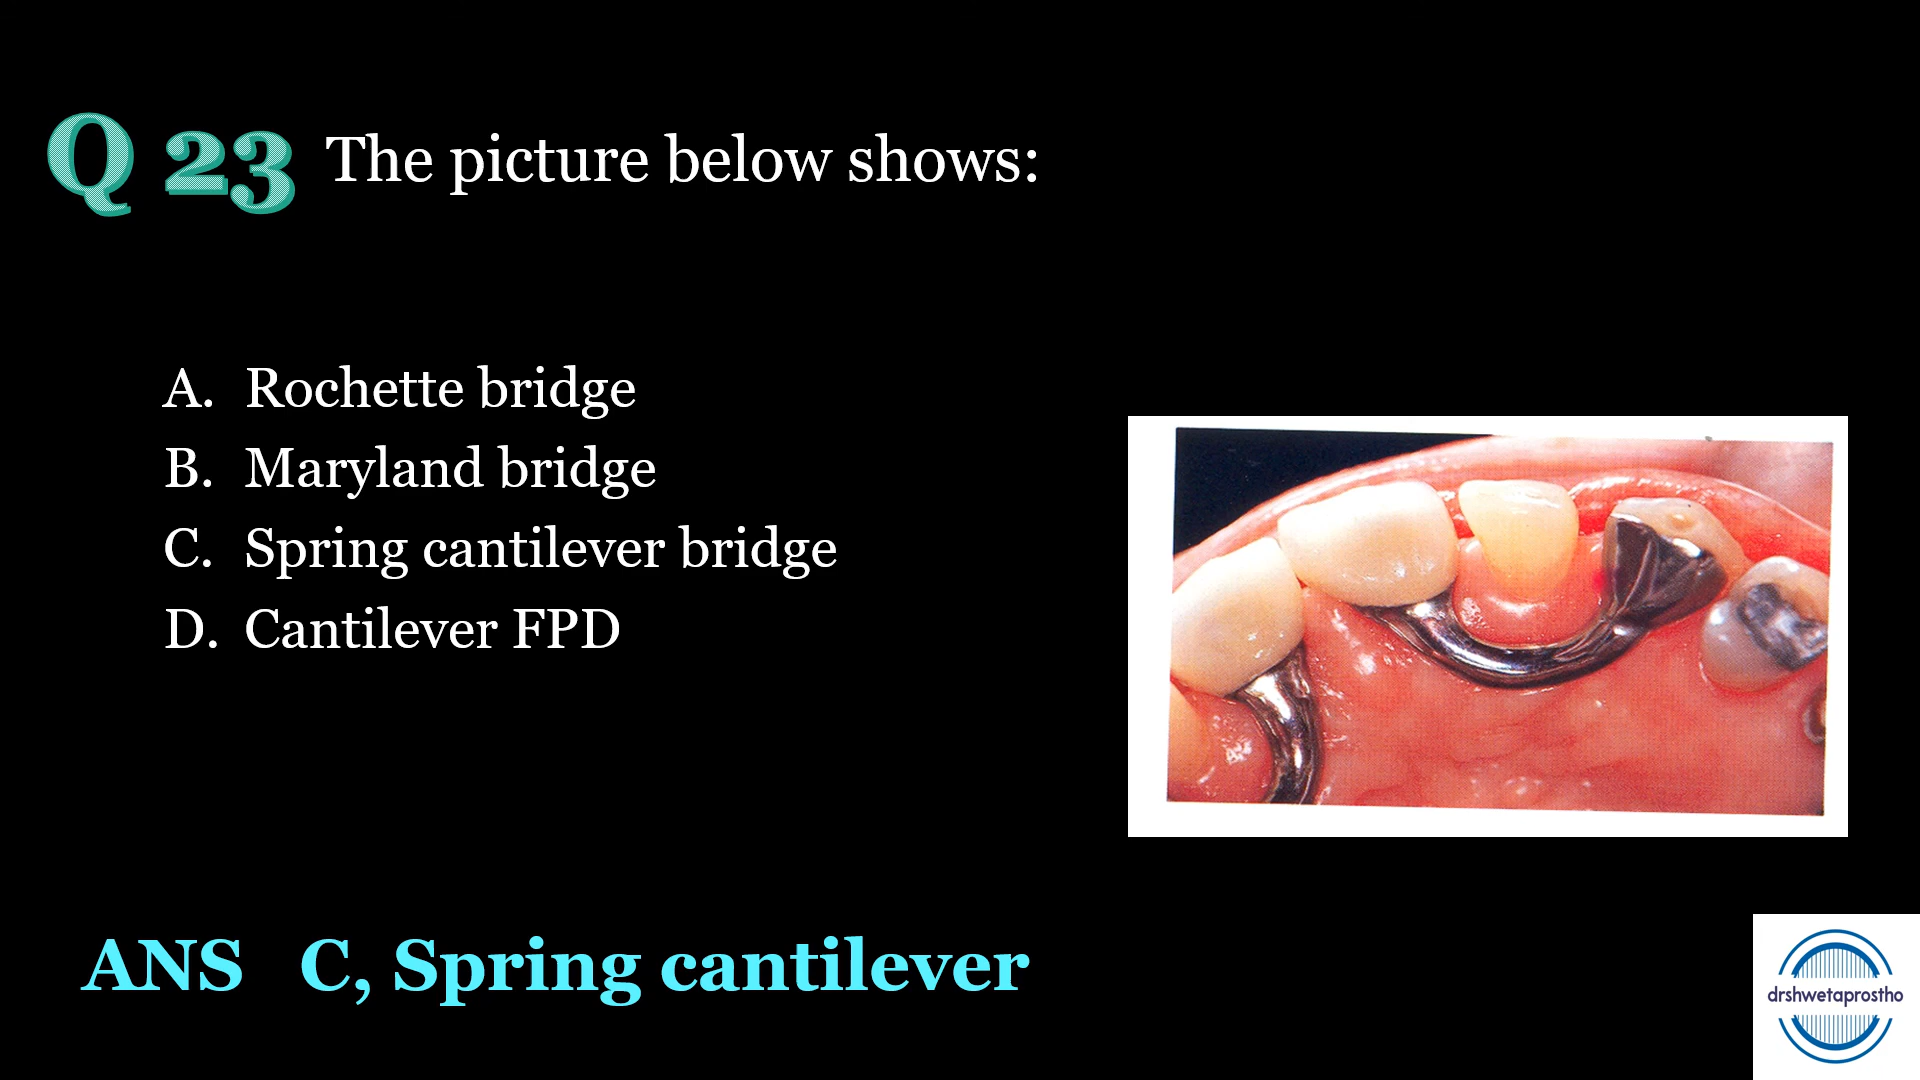 Q 23 The picture below shows:
A. Rochette bridge
B. Maryland bridge
C. Spring cantilever bridge
D. Cantilever FPD
ANS C, Spring cantilever
drshwetaprostho